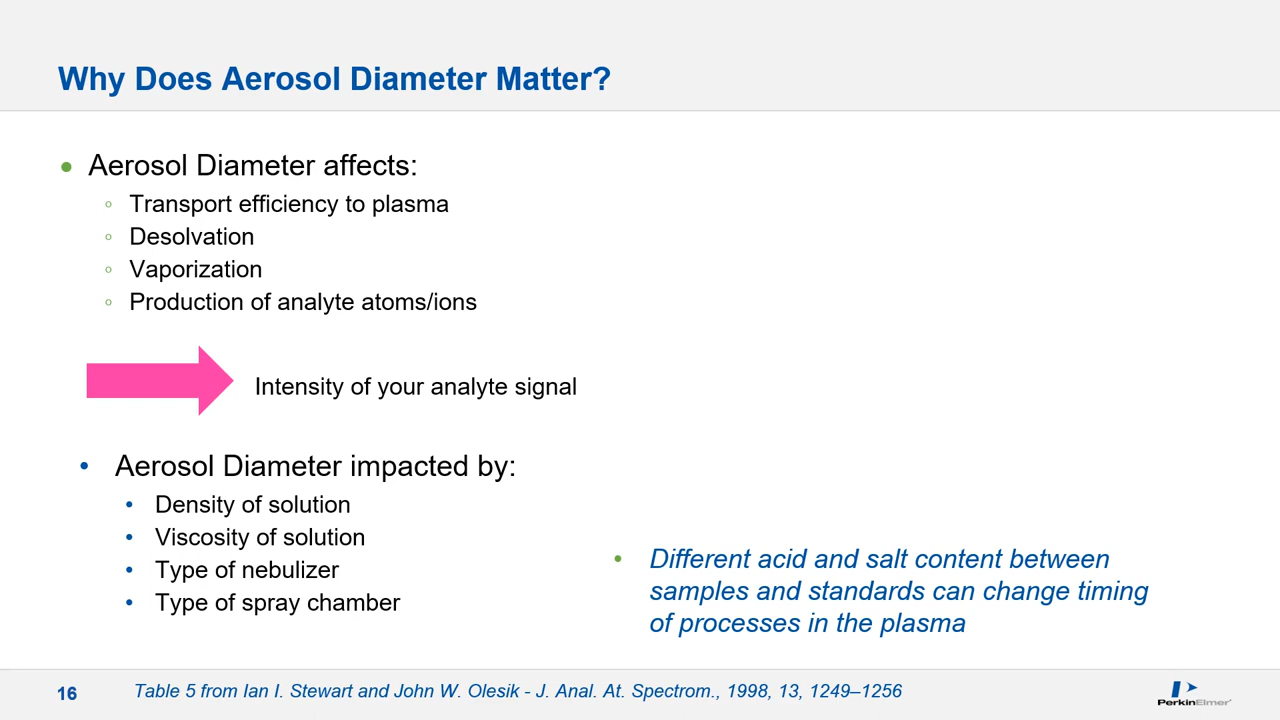 Why Does Aerosol Diameter Matter?
• Aerosol Diameter affects:
◦ Transport efficiency to plasma
◦ Desolvation
◦ Vaporization
◦ Production of analyte atoms/ions
Intensity of your analyte signal
• Aerosol Diameter impacted by:
• Density of solution
• Viscosity of solution
• Type of nebulizer
• Type of spray chamber
• Different acid and salt content between
samples and standards can change timing
of processes in the plasma
16
Table 5 from Ian I. Stewart and John W. Olesik - J. Anal. At. Spectrom., 1998, 13, 1249–1256
PerkinElmer